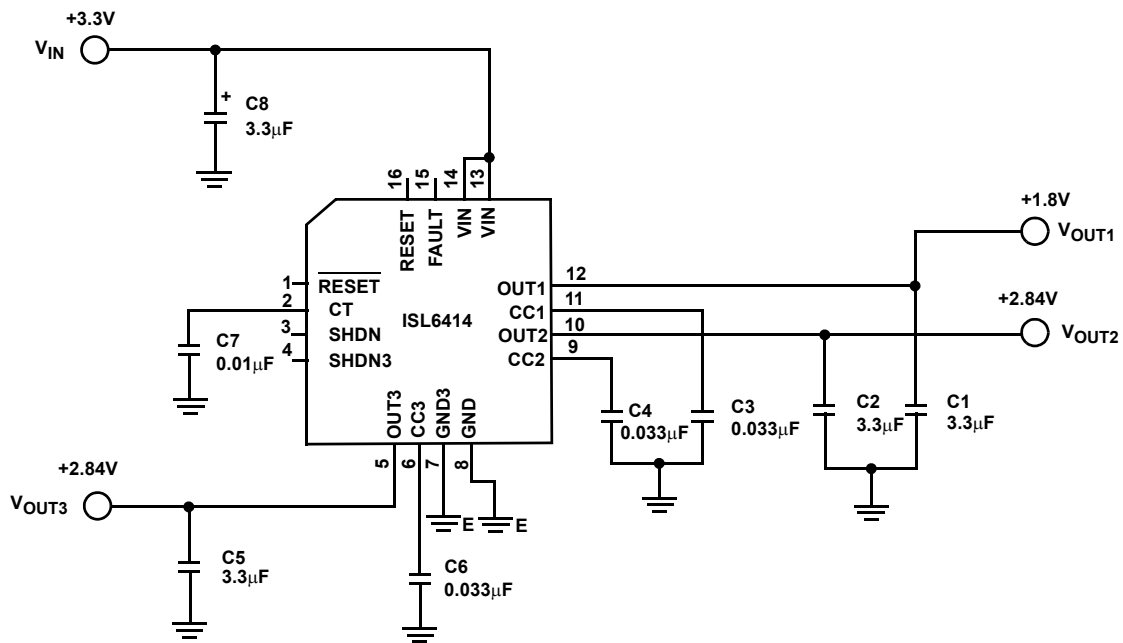 +3.3V
VIN
+
C8
3.3µF
16
15
14
13
RESET
FAULT
VIN
VIN
+1.8V
VOUT1
1
RESET
OUT1
12
2
CT
CC1
11
+2.84V
3
SHDN
ISL6414
OUT2
10
VOUT2
4
SHDN3
CC2
9
C7
0.01µF
OUT3
CC3
GND3
GND
C4
0.033µF
C3
0.033µF
C2
3.3µF
C1
3.3µF
5
6
7
8
+2.84V
VOUT3
E
E
C5
3.3µF
C6
0.033µF